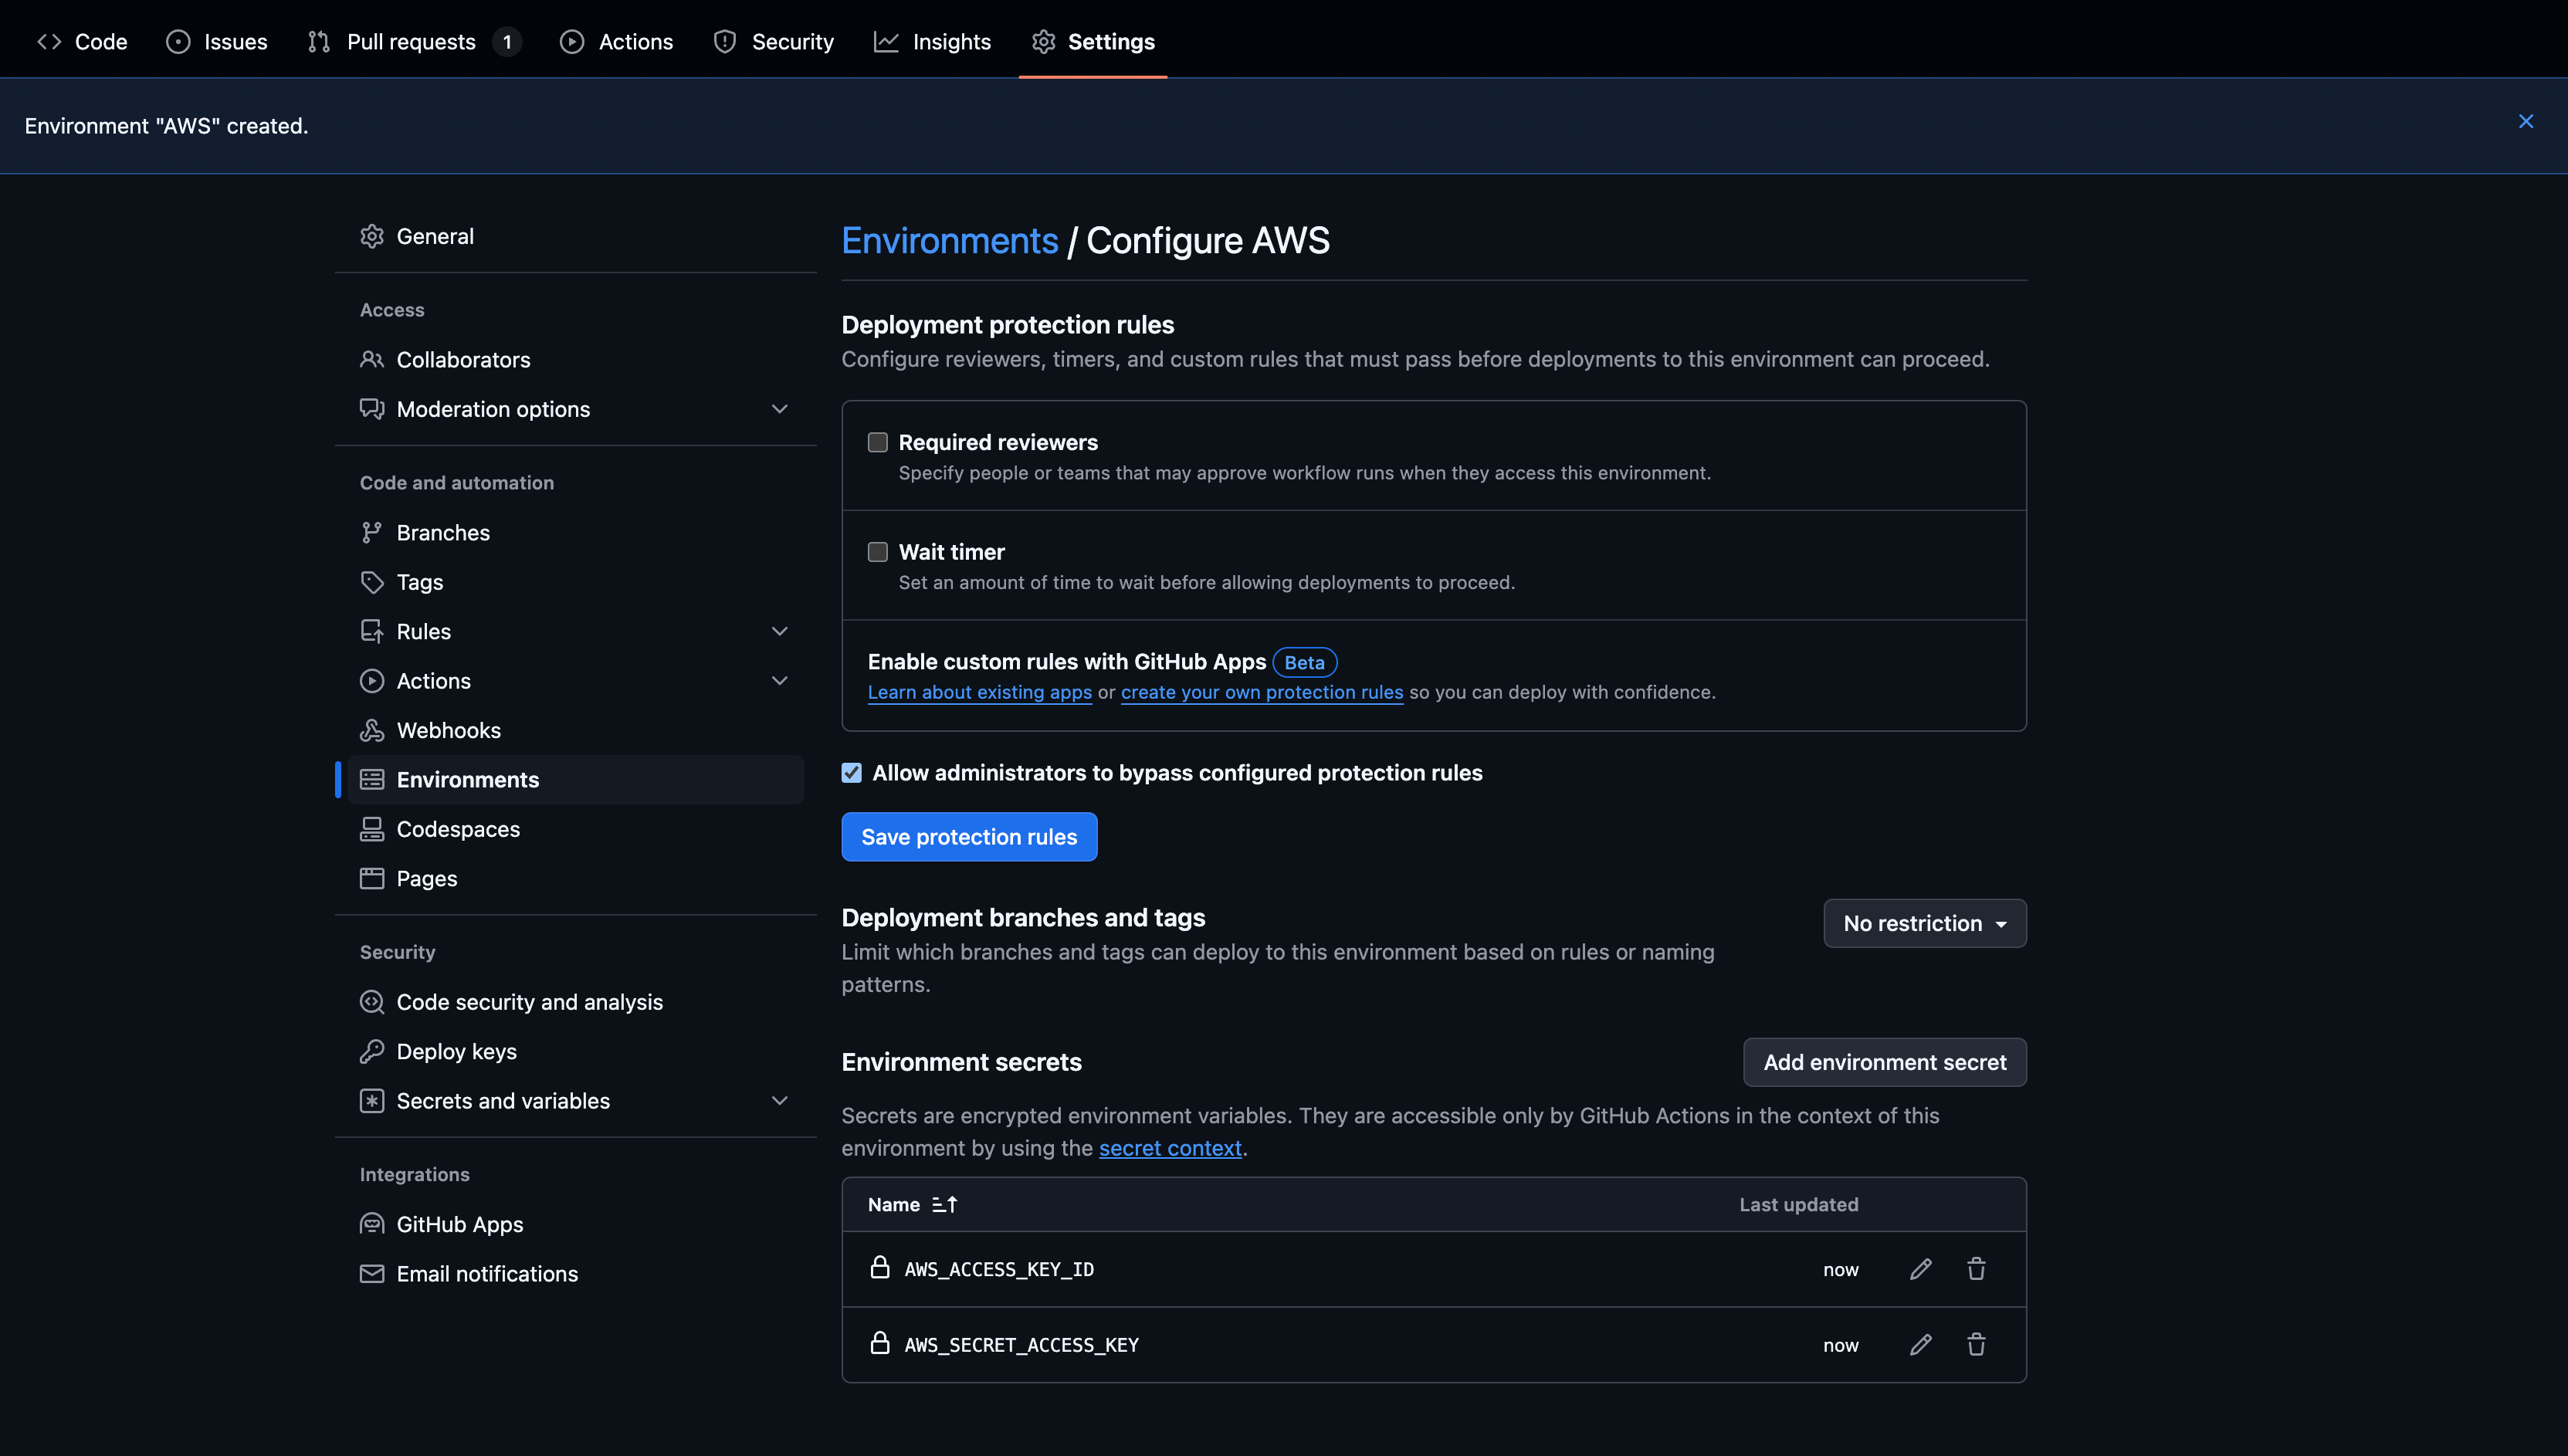 Code
Issues
Pull requests 1
Actions
Security
Insights
Settings
Environment "AWS" created.
General
Access
Collaborators
Moderation options
Code and automation
Branches
Tags
Rules
Actions
Webhooks
Environments
Codespaces
Pages
Security
Code security and analysis
Deploy keys
Secrets and variables
Integrations
GitHub Apps
Email notifications
Environments / Configure AWS
Deployment protection rules
Configure reviewers, timers, and custom rules that must pass before deployments to this environment can proceed.
Required reviewers
Specify people or teams that may approve workflow runs when they access this environment.
Wait timer
Set an amount of time to wait before allowing deployments to proceed.
Enable custom rules with GitHub Apps Beta
Learn about existing apps or create your own protection rules so you can deploy with confidence.
Allow administrators to bypass configured protection rules
Save protection rules
Deployment branches and tags
No restriction
Limit which branches and tags can deploy to this environment based on rules or naming
patterns.
Environment secrets
Add environment secret
Secrets are encrypted environment variables. They are accessible only by GitHub Actions in the context of this
environment by using the secret context.
Name Last updated
AWS_ACCESS_KEY_ID now
AWS_SECRET_ACCESS_KEY now